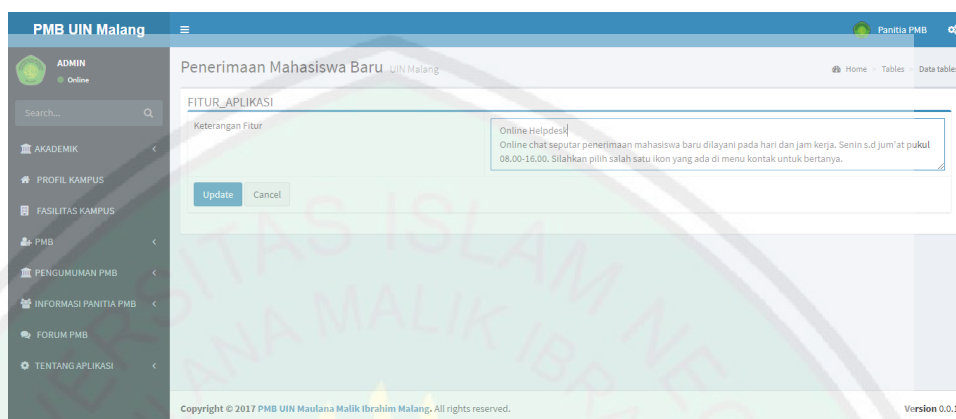 PMB UIN Malang
Panitia PMB
ADMIN
Online
Penerimaan Mahasiswa Baru UIN Malang
Home > Tables > Data tables
Search...
FITUR_APLIKASI
Keterangan Fitur
Online Helpdesk
Online chat seputar penerimaan mahasiswa baru dilayani pada hari dan jam kerja. Senin s.d jum'at pukul
08.00-16.00. Silahkan pilih salah satu ikon yang ada di menu kontak untuk bertanya.
Update Cancel
AKADEMIK
PROFIL KAMPUS
FASILITAS KAMPUS
PMB
PENGUMUMAN PMB
INFORMASI PANITIA PMB
FORUM PMB
TENTANG APLIKASI
Copyright © 2017 PMB UIN Maulana Malik Ibrahim Malang. All rights reserved.
Version 0.0.1